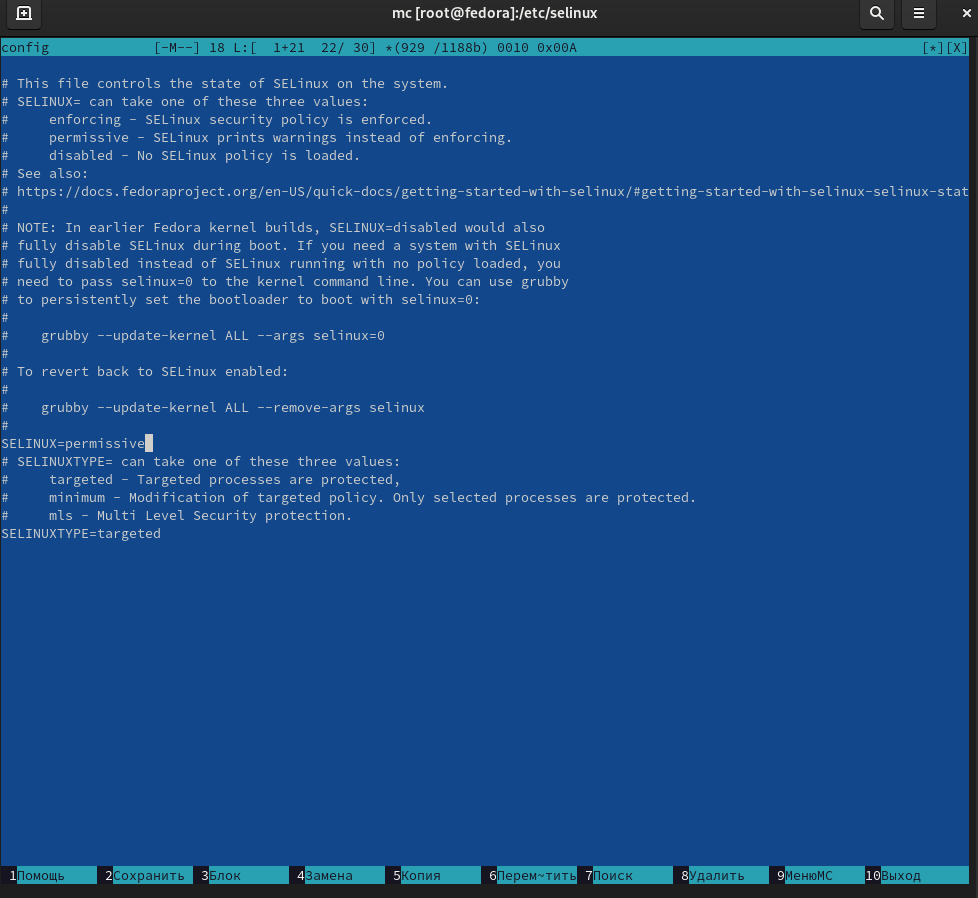 mc [root@fedora]:/etc/selinux
config [-M--] 18 L:[ 1+21 22/ 30] *(929 /1188b) 0010 0x00A [*][X]
# This file controls the state of SELinux on the system.
# SELINUX= can take one of these three values:
#     enforcing - SELinux security policy is enforced.
#     permissive - SELinux prints warnings instead of enforcing.
#     disabled - No SELinux policy is loaded.
# See also:
# https://docs.fedoraproject.org/en-US/quick-docs/getting-started-with-selinux/#getting-started-with-selinux-selinux-stat
#
# NOTE: In earlier Fedora kernel builds, SELINUX=disabled would also
# fully disable SELinux during boot. If you need a system with SELinux
# fully disabled instead of SELinux running with no policy loaded, you
# need to pass selinux=0 to the kernel command line. You can use grubby
# to persistently set the bootloader to boot with selinux=0:
#
#    grubby --update-kernel ALL --args selinux=0
#
# To revert back to SELinux enabled:
#
#    grubby --update-kernel ALL --remove-args selinux
#
SELINUX=permissive
# SELINUXTYPE= can take one of these three values:
#     targeted - Targeted processes are protected,
#     minimum - Modification of targeted policy. Only selected processes are protected.
#     mls - Multi Level Security protection.
SELINUXTYPE=targeted
1Помощь 2Сохранить 3Блок 4Замена 5Копия 6Перем~тить 7Поиск 8Удалить 9МенюMC 10Выход